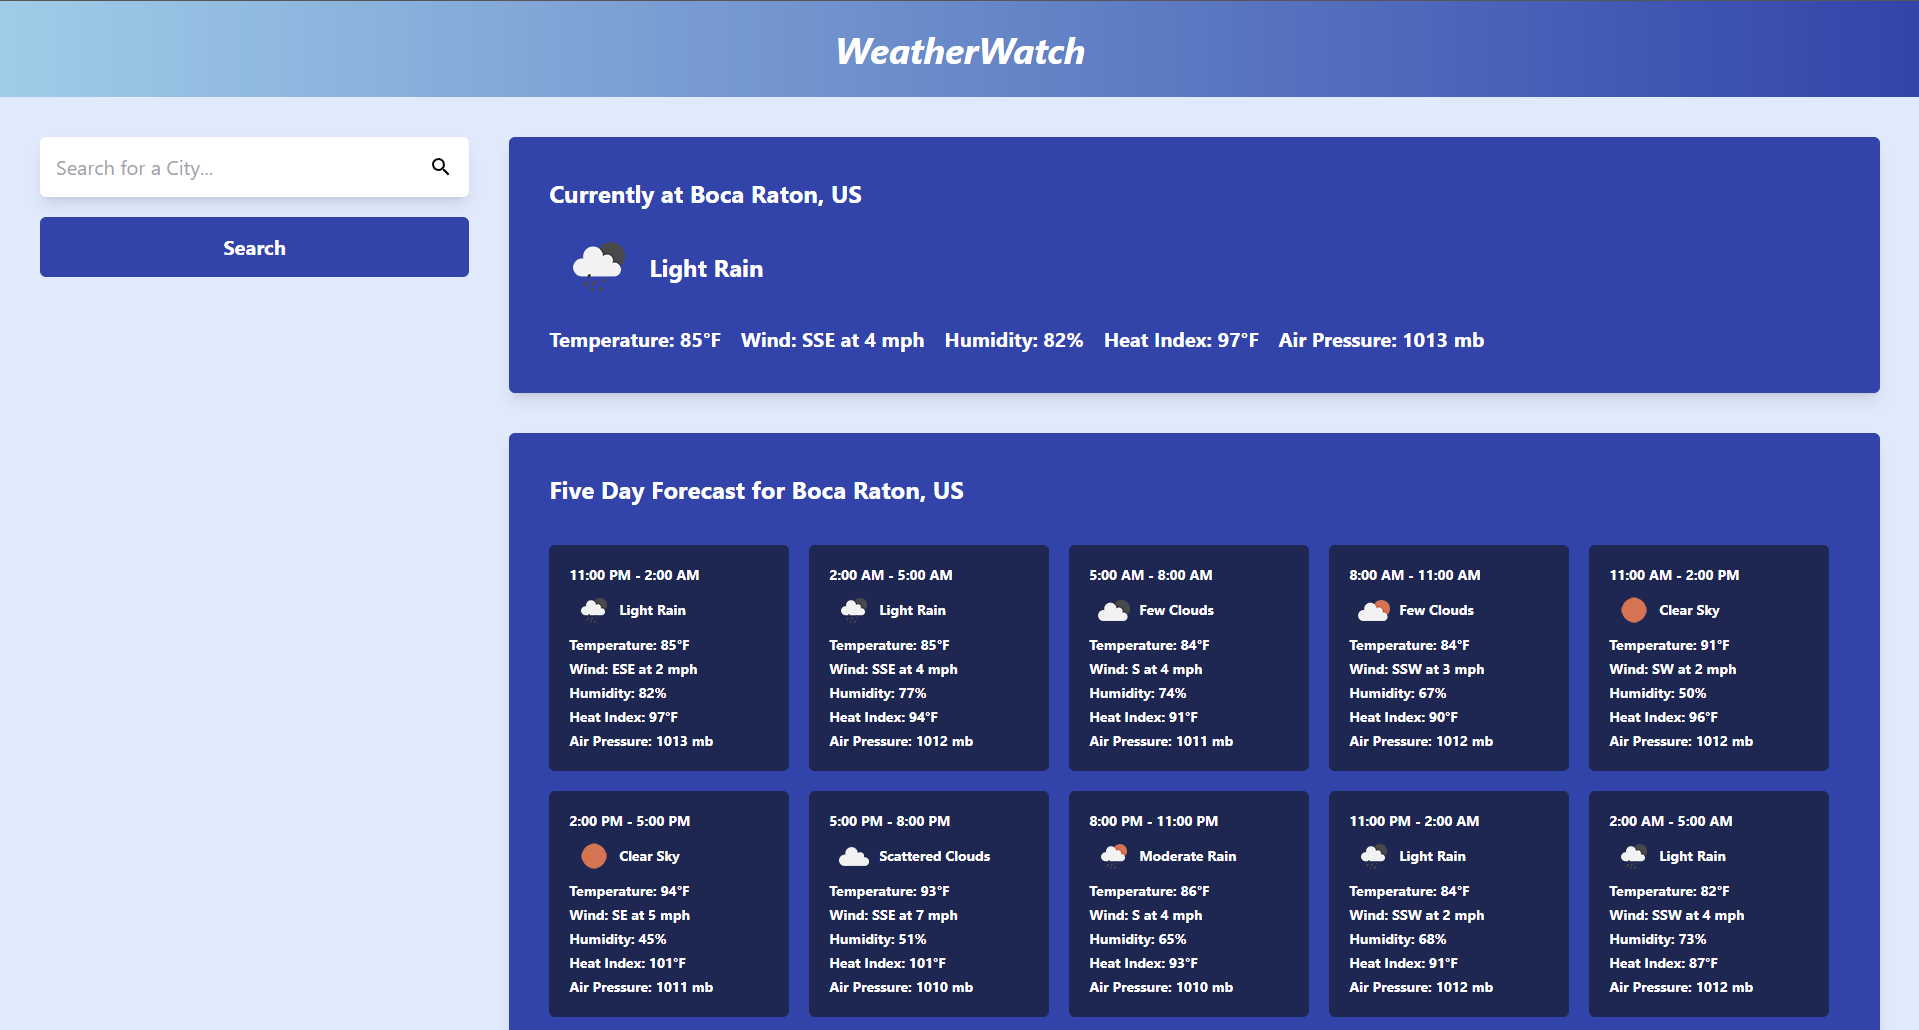 WeatherWatch
Search for a City...
Search
Currently at Boca Raton, US
Light Rain
Temperature: 85°F Wind: SSE at 4 mph Humidity: 82% Heat Index: 97°F Air Pressure: 1013 mb
Five Day Forecast for Boca Raton, US
11:00 PM - 2:00 AM
Light Rain
Temperature: 85°F
Wind: ESE at 2 mph
Humidity: 82%
Heat Index: 97°F
Air Pressure: 1013 mb
2:00 AM - 5:00 AM
Light Rain
Temperature: 85°F
Wind: SSE at 4 mph
Humidity: 77%
Heat Index: 94°F
Air Pressure: 1012 mb
5:00 AM - 8:00 AM
Few Clouds
Temperature: 84°F
Wind: S at 4 mph
Humidity: 74%
Heat Index: 91°F
Air Pressure: 1011 mb
8:00 AM - 11:00 AM
Few Clouds
Temperature: 84°F
Wind: SSW at 3 mph
Humidity: 67%
Heat Index: 90°F
Air Pressure: 1012 mb
11:00 AM - 2:00 PM
Clear Sky
Temperature: 91°F
Wind: SW at 2 mph
Humidity: 50%
Heat Index: 96°F
Air Pressure: 1012 mb
2:00 PM - 5:00 PM
Clear Sky
Temperature: 94°F
Wind: SE at 5 mph
Humidity: 45%
Heat Index: 101°F
Air Pressure: 1011 mb
5:00 PM - 8:00 PM
Scattered Clouds
Temperature: 93°F
Wind: SSE at 7 mph
Humidity: 51%
Heat Index: 101°F
Air Pressure: 1010 mb
8:00 PM - 11:00 PM
Moderate Rain
Temperature: 86°F
Wind: S at 4 mph
Humidity: 65%
Heat Index: 93°F
Air Pressure: 1010 mb
11:00 PM - 2:00 AM
Light Rain
Temperature: 84°F
Wind: SSW at 2 mph
Humidity: 68%
Heat Index: 91°F
Air Pressure: 1012 mb
2:00 AM - 5:00 AM
Light Rain
Temperature: 82°F
Wind: SSW at 4 mph
Humidity: 73%
Heat Index: 87°F
Air Pressure: 1012 mb